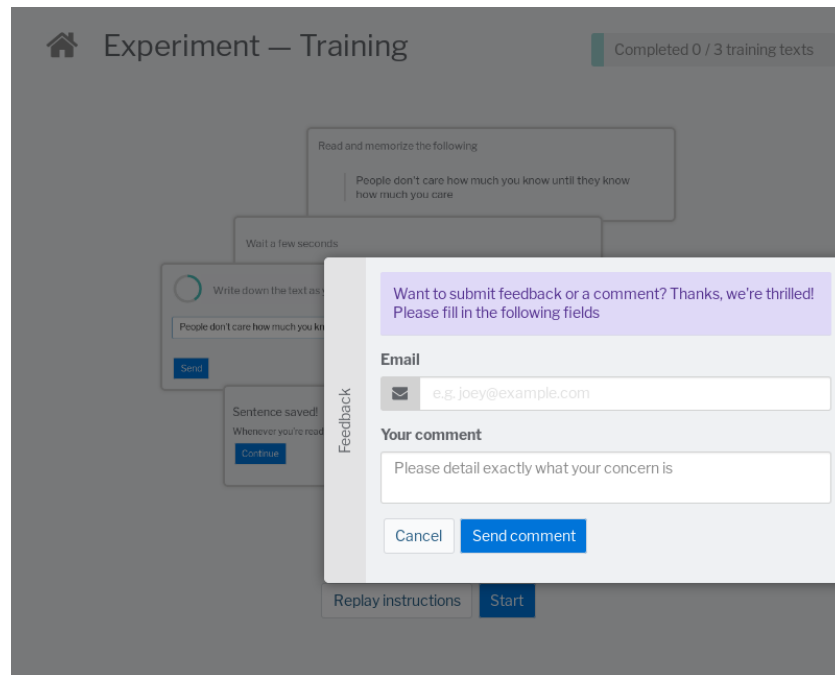 Experiment — Training
Completed 0 / 3 training texts
Read and memorize the following
People don't care how much you know until they know
how much you care
Wait a few seconds
Write down the text as
People don't care how much you
Send
Sentence saved!
Whenever you're
Continue
Feedback
Want to submit feedback or a comment? Thanks, we're thrilled!
Please fill in the following fields
Email
e.g. joey@example.com
Your comment
Please detail exactly what your concern is
Cancel
Send comment
Replay instructions
Start